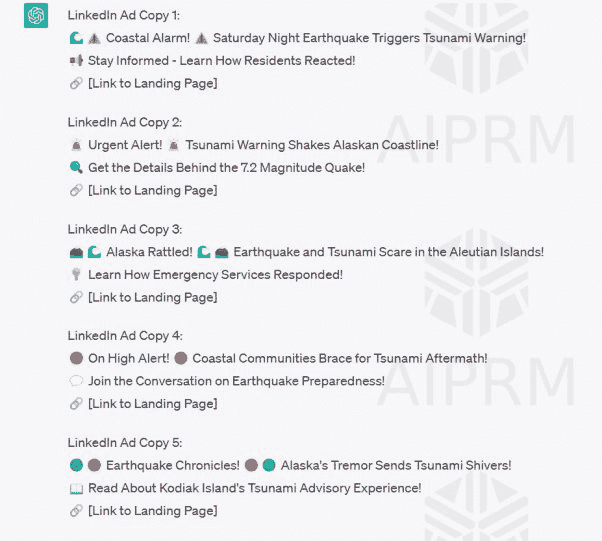 LinkedIn Ad Copy 1:
🌊 ⚠️ Coastal Alarm! ⚠️ Saturday Night Earthquake Triggers Tsunami Warning!
📢 Stay Informed - Learn How Residents Reacted!
🔗 [Link to Landing Page]
LinkedIn Ad Copy 2:
🚨 Urgent Alert! 🚨 Tsunami Warning Shakes Alaskan Coastline!
🔍 Get the Details Behind the 7.2 Magnitude Quake!
🔗 [Link to Landing Page]
LinkedIn Ad Copy 3:
🌋 🌊 Alaska Rattled! 🌊 🌋 Earthquake and Tsunami Scare in the Aleutian Islands!
💡 Learn How Emergency Services Responded!
🔗 [Link to Landing Page]
LinkedIn Ad Copy 4:
🔴 On High Alert! 🔴 Coastal Communities Brace for Tsunami Aftermath!
💬 Join the Conversation on Earthquake Preparedness!
🔗 [Link to Landing Page]
LinkedIn Ad Copy 5:
🌍 🔴 Earthquake Chronicles! 🔴 🌍 Alaska's Tremor Sends Tsunami Shivers!
📖 Read About Kodiak Island's Tsunami Advisory Experience!
🔗 [Link to Landing Page]
AIPRM
AIPRM